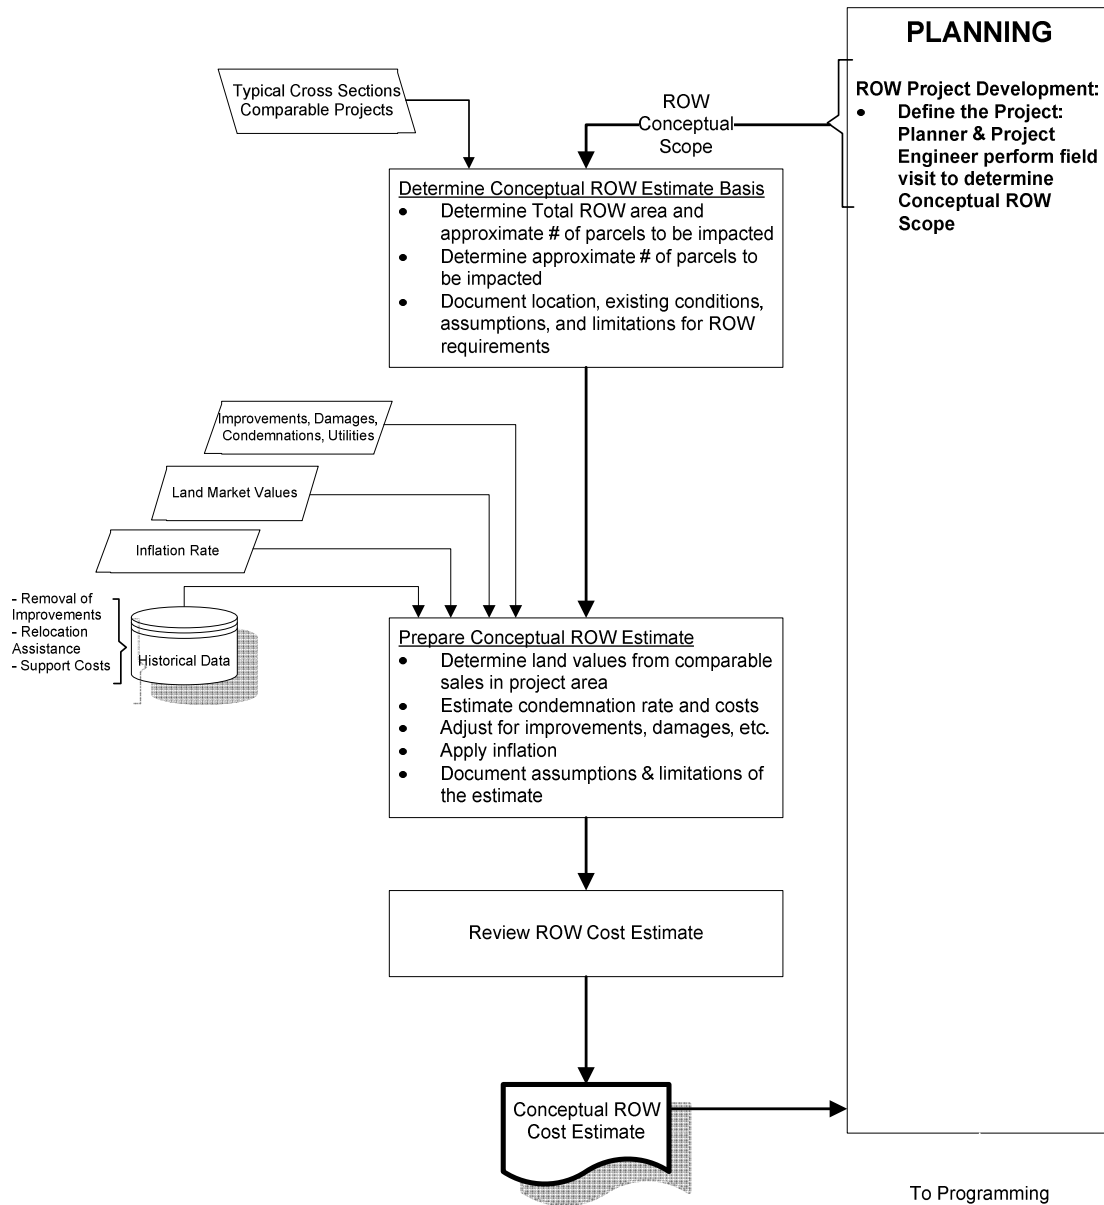 PLANNING
ROW Project Development:
● Define the Project:
Planner & Project
Engineer perform field
visit to determine
Conceptual ROW
Scope
Typical Cross Sections
Comparable Projects
ROW
Conceptual
Scope
Determine Conceptual ROW Estimate Basis
● Determine Total ROW area and
approximate # of parcels to be impacted
● Determine approximate # of parcels to
be impacted
● Document location, existing conditions,
assumptions, and limitations for ROW
requirements
Improvements, Damages,
Condemnations, Utilities
Land Market Values
Inflation Rate
- Removal of
Improvements
- Relocation
Assistance
- Support Costs
Historical Data
Prepare Conceptual ROW Estimate
● Determine land values from comparable
sales in project area
● Estimate condemnation rate and costs
● Adjust for improvements, damages, etc.
● Apply inflation
● Document assumptions & limitations of
the estimate
Review ROW Cost Estimate
Conceptual ROW
Cost Estimate
To Programming